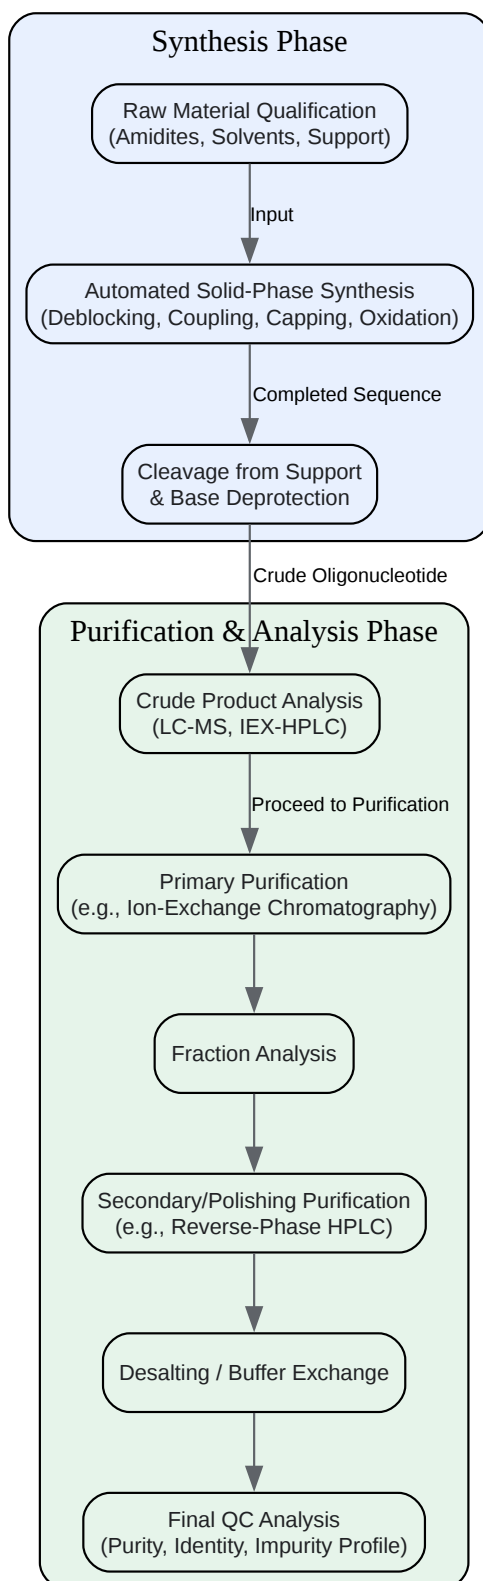 Synthesis Phase
Raw Material Qualification
(Amidites, Solvents, Support)
Input
Automated Solid-Phase Synthesis
(Deblocking, Coupling, Capping, Oxidation)
Completed Sequence
Cleavage from Support
& Base Deprotection
Crude Oligonucleotide
Purification & Analysis Phase
Crude Product Analysis
(LC-MS, IEX-HPLC)
Proceed to Purification
Primary Purification
(e.g., Ion-Exchange Chromatography)
Fraction Analysis
Secondary/Polishing Purification
(e.g., Reverse-Phase HPLC)
Desalting / Buffer Exchange
Final QC Analysis
(Purity, Identity, Impurity Profile)